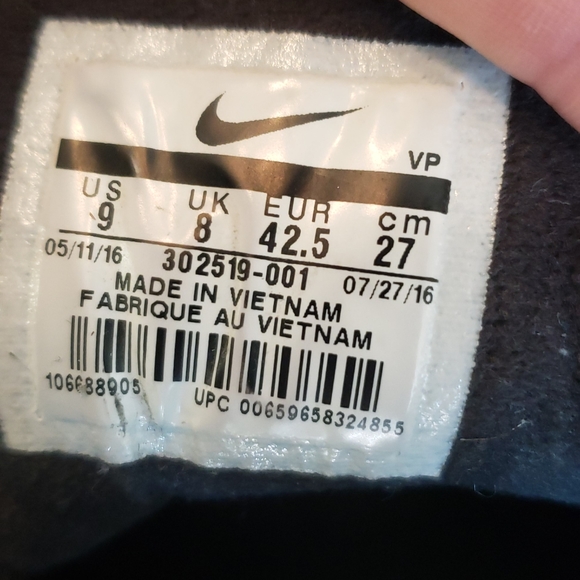 VP
US UK EUR cm
9 8 42.5 27
05/11/16 302519-001 07/27/16
MADE IN VIETNAM
FABRIQUE AU VIETNAM
106688905 UPC 00659658324855